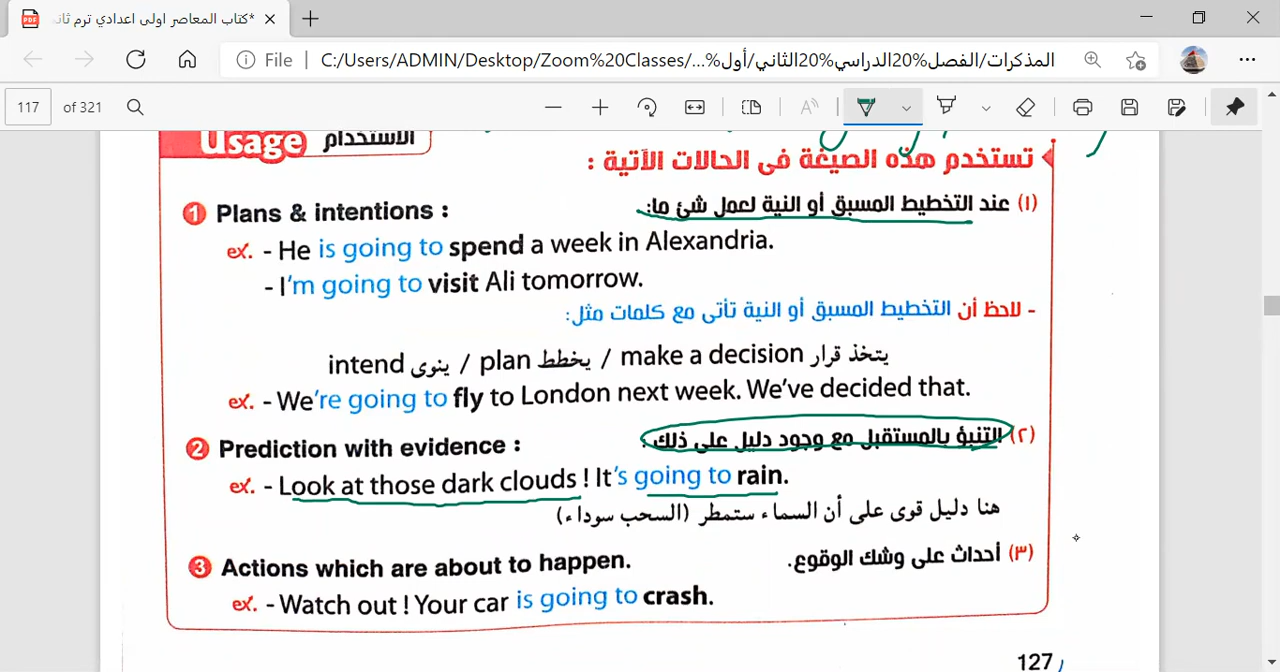 *كتاب المعاصر اولى اعدادي ترم ثاني
File | C:/Users/ADMIN/Desktop/Zoom%20Classes/...المذكرات/الفصل%20الدراسي%20الثاني/أول%
117 of 321
Usage الاستخدام
تستخدم هذه الصيغة فى الحالات الآتية :
1 Plans & intentions : (١) عند التخطيط المسبق أو النية لعمل شئ ما:
ex. - He is going to spend a week in Alexandria.
- I'm going to visit Ali tomorrow.
- لاحظ أن التخطيط المسبق أو النية تأتى مع كلمات مثل:
intend ينوى / plan يخطط / make a decision يتخذ قرار
ex. - We're going to fly to London next week. We've decided that.
2 Prediction with evidence : (٢) التنبؤ بالمستقبل مع وجود دليل على ذلك :
ex. - Look at those dark clouds ! It's going to rain.
هنا دليل قوى على أن السماء ستمطر (السحب سوداء)
3 Actions which are about to happen. (٣) أحداث على وشك الوقوع.
ex. - Watch out ! Your car is going to crash.
127